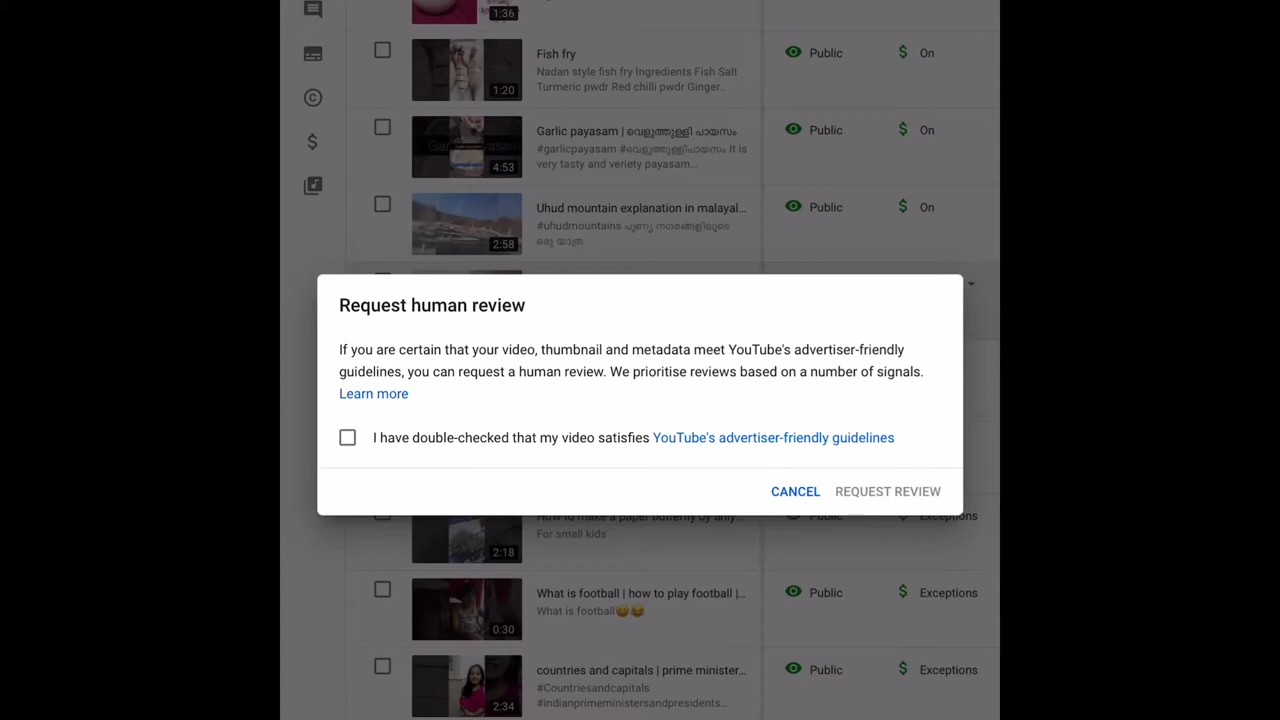 1:36
Fish fry
Nadan style fish fry Ingredients Fish Salt
Turmeric pwdr Red chilli pwdr Ginger...
1:20
Public
On
Garlic payasam | വെളുത്തുള്ളി പായസം
#garlicpayasam #വെളുത്തുള്ളിപായസം It is
very tasty and veriety payasam...
4:53
Public
On
Uhud mountain explanation in malayal...
#uhudmountains പുണ്യ നഗരങ്ങളിലൂടെ
ഒരു യാത്ര
2:58
Public
On
Request human review
If you are certain that your video, thumbnail and metadata meet YouTube's advertiser-friendly
guidelines, you can request a human review. We prioritise reviews based on a number of signals.
Learn more
I have double-checked that my video satisfies YouTube's advertiser-friendly guidelines
CANCEL REQUEST REVIEW
How to make a paper butterfly by
For small kids
2:18
Public
Exceptions
What is football | how to play football |...
What is football😀😂
0:30
Public
Exceptions
countries and capitals | prime minister...
#Countriesandcapitals
#indianprimeministersandpresidents...
2:34
Public
Exceptions